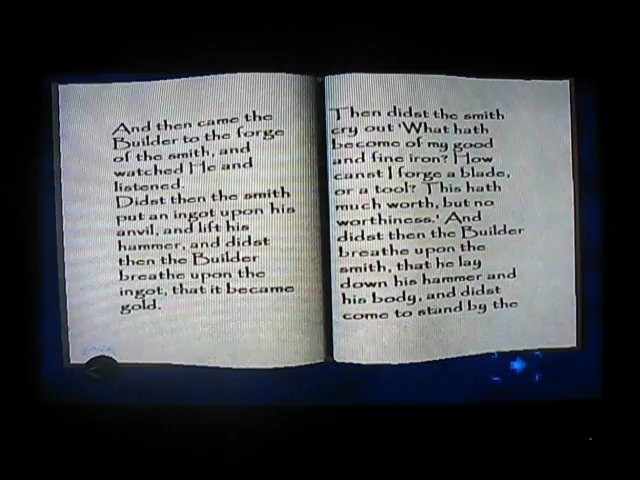 And then came the
Builder to the forge
of the smith, and
watched He and
listened.
Didst then the smith
put an ingot upon his
anvil, and lift his
hammer, and didst
then the Builder
breathe upon the
ingot, that it became
gold.
Then didst the smith
cry out 'What hath
become of my good
and fine iron? How
canst I forge a blade,
or a tool? This hath
much worth, but no
worthiness.' And
didst then the Builder
breathe upon the
smith, that he lay
down his hammer and
his body, and didst
come to stand by the